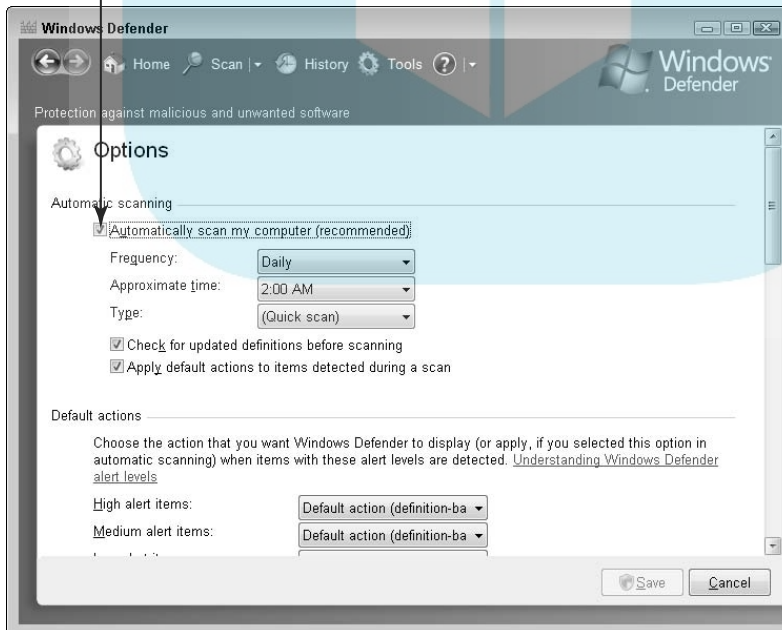 Windows Defender
Home Scan History Tools
Windows
Defender
Protection against malicious and unwanted software
Options
Automatic scanning
Automatically scan my computer (recommended)
Frequency: Daily
Approximate time: 2:00 AM
Type: (Quick scan)
Check for updated definitions before scanning
Apply default actions to items detected during a scan
Default actions
Choose the action that you want Windows Defender to display (or apply, if you selected this option in
automatic scanning) when items with these alert levels are detected. Understanding Windows Defender
alert levels
High alert items: Default action (definition-ba
Medium alert items: Default action (definition-ba
Save Cancel